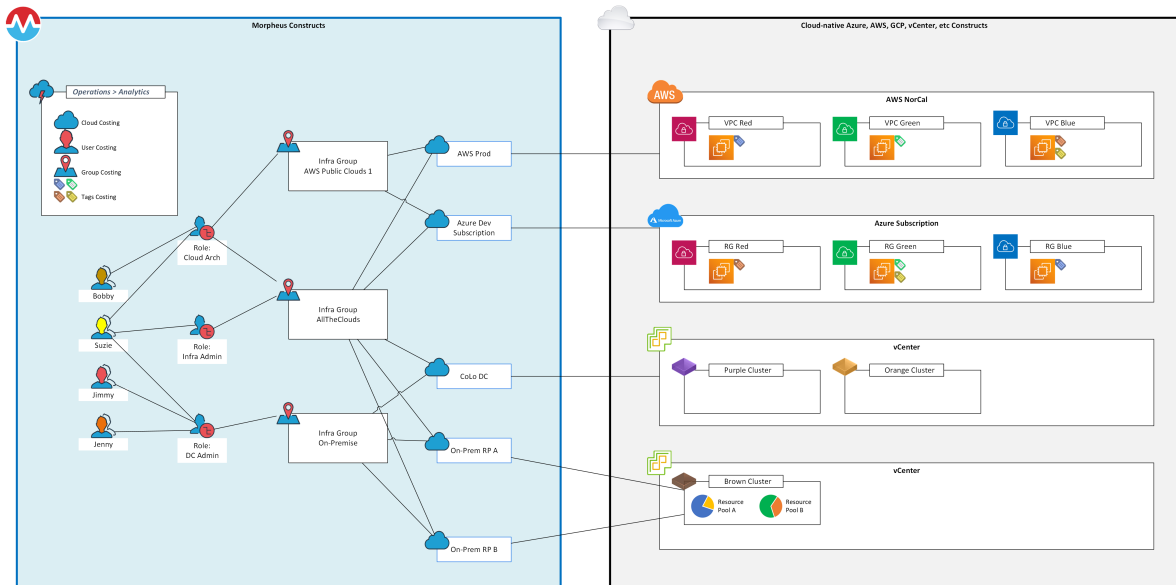 Morpheus Constructs
Operations > Analytics
Cloud Costing
User Costing
Group Costing
Tags Costing
Infra Group
AWS Public Clouds 1
AWS Prod
Azure Dev
Subscription
Role:
Cloud Arch
Bobby
Infra Group
AllTheClouds
Suzie
Role:
Infra Admin
CoLo DC
Jimmy
Infra Group
On-Premise
Jenny
Role:
DC Admin
On-Prem RP A
On-Prem RP B
Cloud-native Azure, AWS, GCP, vCenter, etc Constructs
AWS
AWS NorCal
VPC Red
VPC Green
VPC Blue
Microsoft Azure
Azure Subscription
RG Red
RG Green
RG Blue
vCenter
Purple Cluster
Orange Cluster
vCenter
Brown Cluster
Resource
Pool A
Resource
Pool B